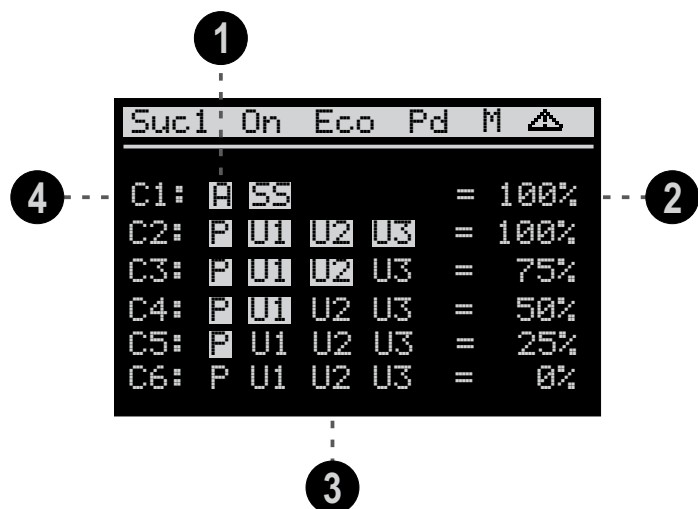 1
Suc1 On Eco Pd M
4
C1: A SS = 100%
2
C2: P U1 U2 U3 = 100%
C3: P U1 U2 U3 = 75%
C4: P U1 U2 U3 = 50%
C5: P U1 U2 U3 = 25%
C6: P U1 U2 U3 = 0%
3